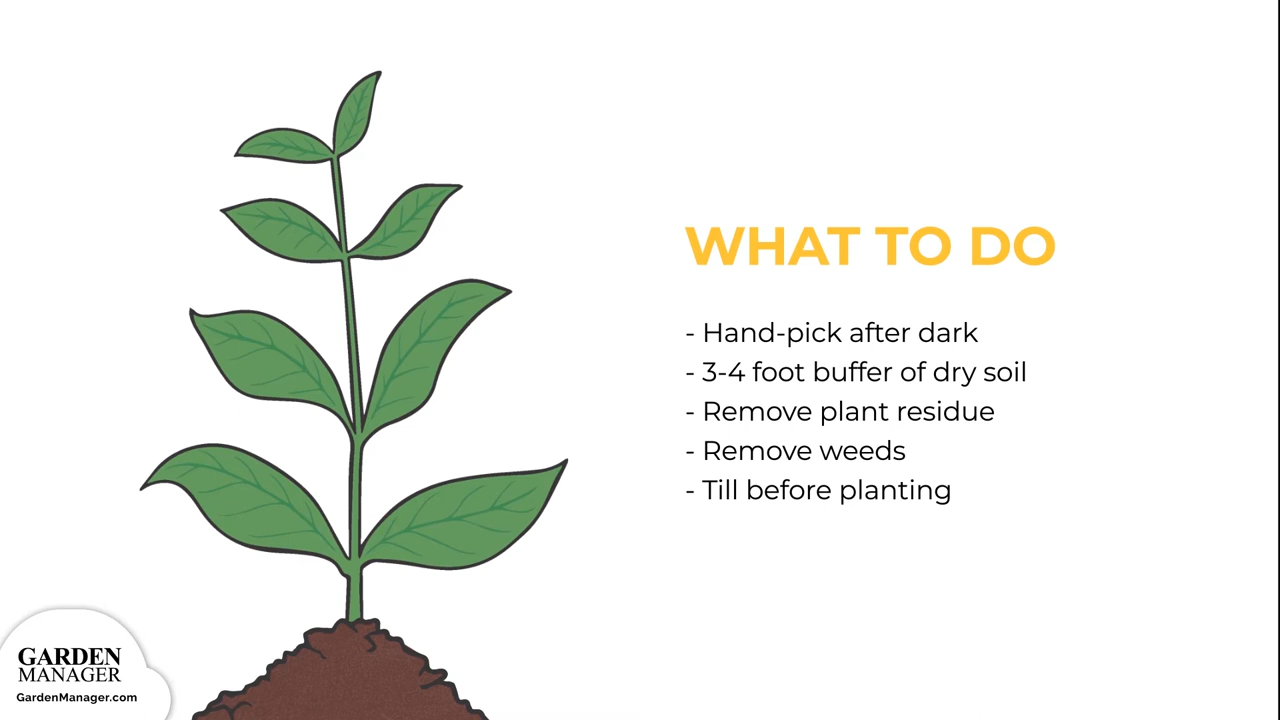 WHAT TO DO
- Hand-pick after dark
- 3-4 foot buffer of dry soil
- Remove plant residue
- Remove weeds
- Till before planting
GARDEN
MANAGER
GardenManager.com